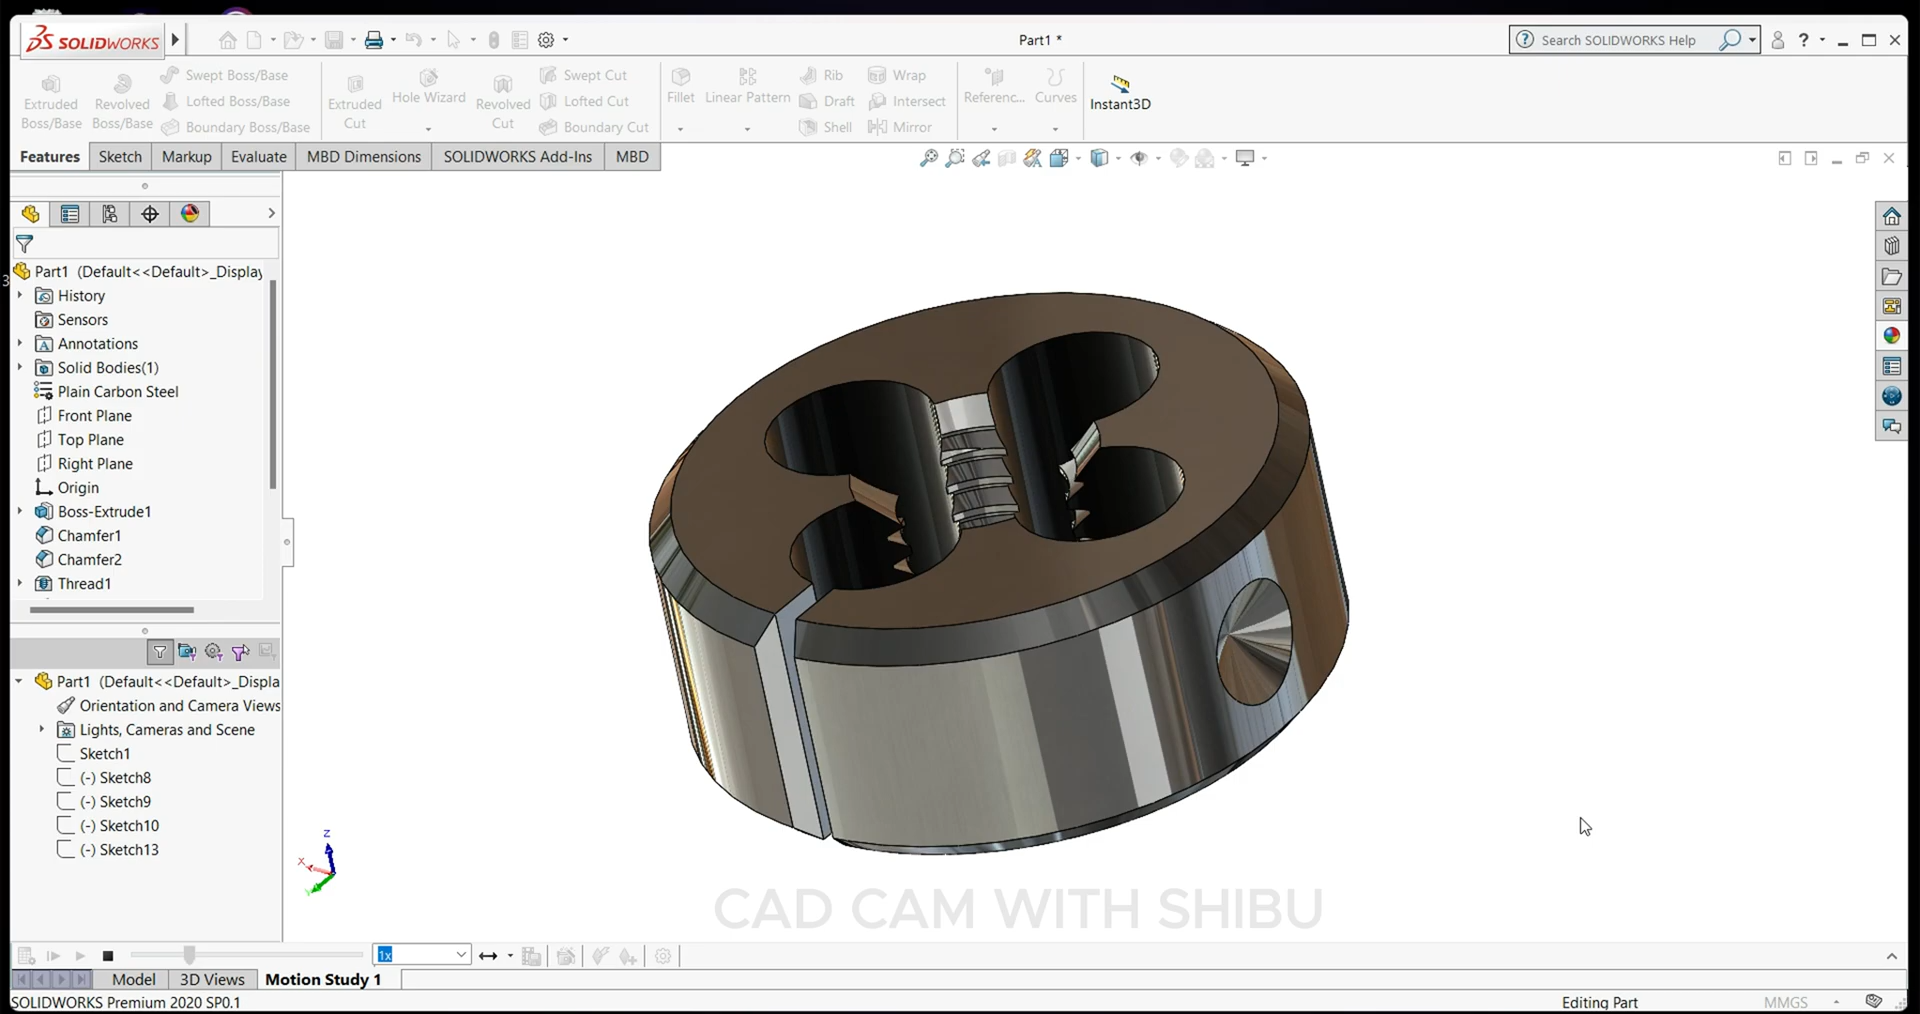 SOLIDWORKS
Part1 *
Search SOLIDWORKS Help
Extruded Boss/Base
Revolved Boss/Base
Swept Boss/Base
Lofted Boss/Base
Boundary Boss/Base
Extruded Cut
Hole Wizard
Revolved Cut
Swept Cut
Lofted Cut
Boundary Cut
Fillet
Linear Pattern
Rib
Draft
Shell
Wrap
Intersect
Mirror
Referenc...
Curves
Instant3D
Features
Sketch
Markup
Evaluate
MBD Dimensions
SOLIDWORKS Add-Ins
MBD
3
Part1 (Default<<Default>_Display
History
Sensors
Annotations
Solid Bodies(1)
Plain Carbon Steel
Front Plane
Top Plane
Right Plane
Origin
Boss-Extrude1
Chamfer1
Chamfer2
Thread1
Part1 (Default<<Default>_Displa
Orientation and Camera Views
Lights, Cameras and Scene
Sketch1
(-) Sketch8
(-) Sketch9
(-) Sketch10
(-) Sketch13
Z
X
Y
CAD CAM WITH SHIBU
1x
Model
3D Views
Motion Study 1
SOLIDWORKS Premium 2020 SP0.1
Editing Part
MMGS